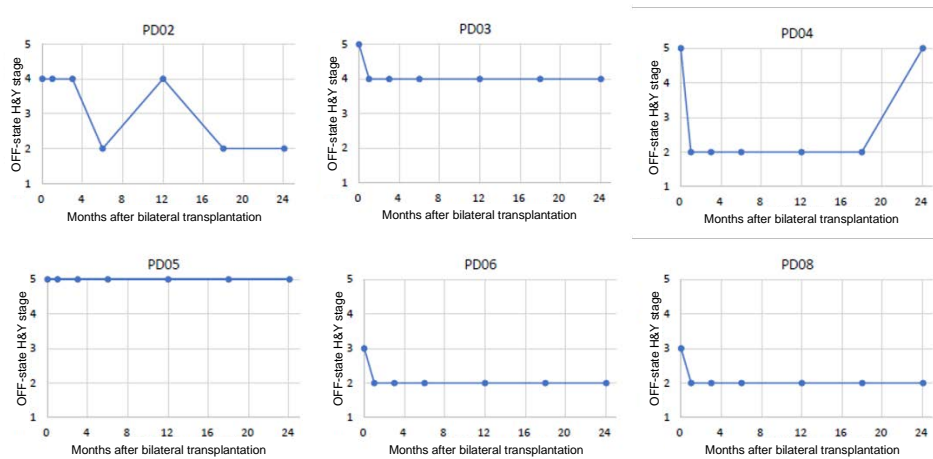 PD02
OFF-state H&Y stage
5
4
3
2
1
0 4 8 12 16 20 24
Months after bilateral transplantation
PD03
OFF-state H&Y stage
5
4
3
2
1
0 4 8 12 16 20 24
Months after bilateral transplantation
PD04
OFF-state H&Y stage
5
4
3
2
1
0 4 8 12 16 20 24
Months after bilateral transplantation
PD05
OFF-state H&Y stage
5
4
3
2
1
0 4 8 12 16 20 24
Months after bilateral transplantation
PD06
OFF-state H&Y stage
5
4
3
2
1
0 4 8 12 16 20 24
Months after bilateral transplantation
PD08
OFF-state H&Y stage
5
4
3
2
1
0 4 8 12 16 20 24
Months after bilateral transplantation